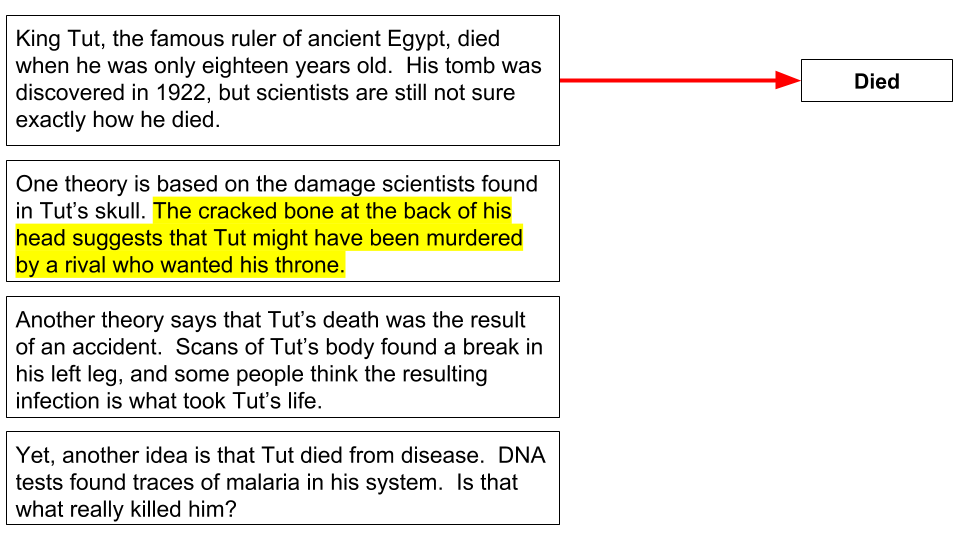 King Tut, the famous ruler of ancient Egypt, died
when he was only eighteen years old.  His tomb was
discovered in 1922, but scientists are still not sure
exactly how he died.
Died
One theory is based on the damage scientists found
in Tut’s skull. The cracked bone at the back of his
head suggests that Tut might have been murdered
by a rival who wanted his throne.
Another theory says that Tut’s death was the result
of an accident.  Scans of Tut’s body found a break in
his left leg, and some people think the resulting
infection is what took Tut’s life.
Yet, another idea is that Tut died from disease.  DNA
tests found traces of malaria in his system.  Is that
what really killed him?